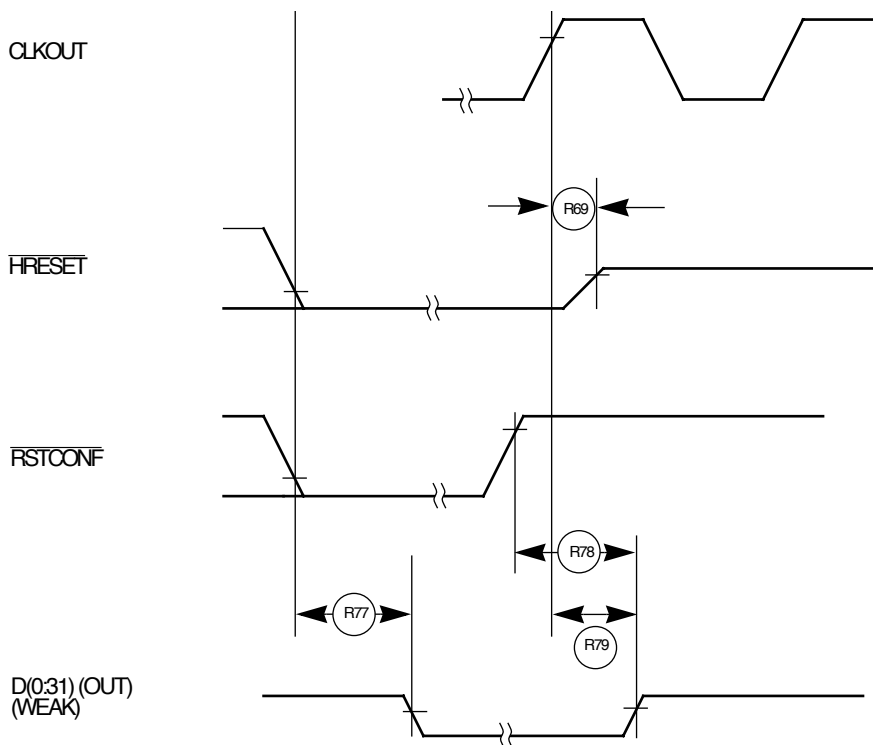 CLKOUT
R69
HRESET
RSTCONF
R78
R77
R79
D(0:31) (OUT)
(WEAK)